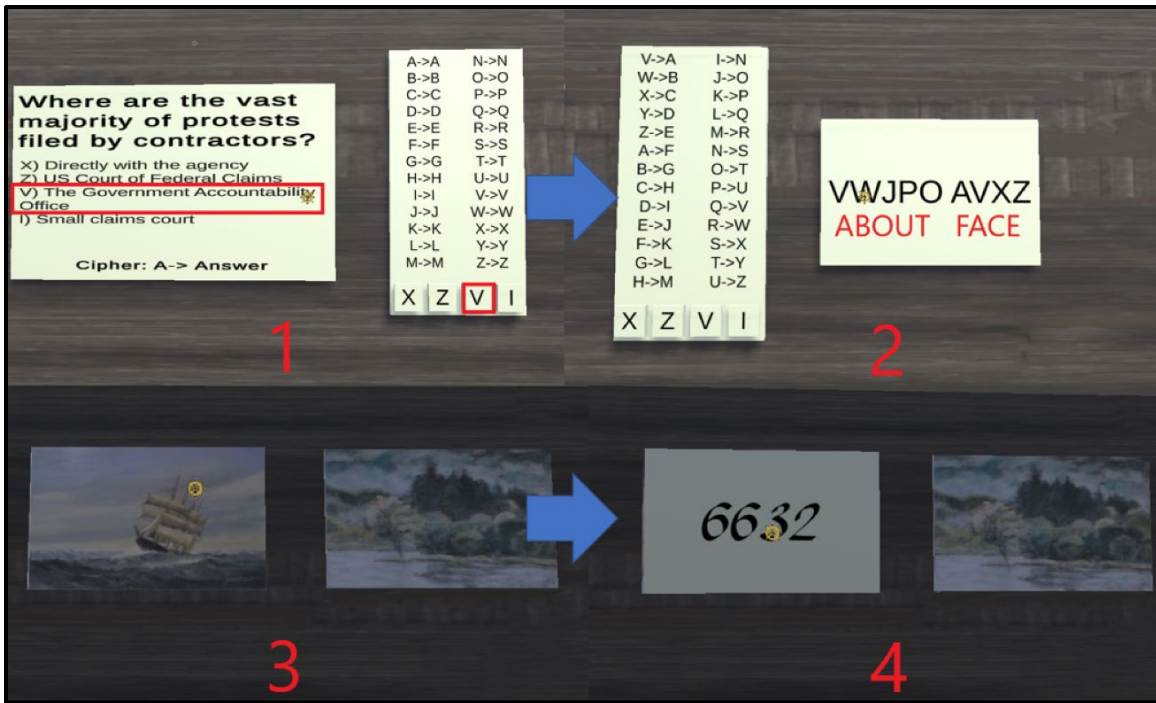 Where are the vast
majority of protests
filed by contractors?
X) Directly with the agency
Z) US Court of Federal Claims
V) The Government Accountability
Office
I) Small claims court
Cipher: A-> Answer
A->A N->N
B->B O->O
C->C P->P
D->D Q->Q
E->E R->R
F->F S->S
G->G T->T
H->H U->U
I->I V->V
J->J W->W
K->K X->X
L->L Y->Y
M->M Z->Z
X Z V I
1
V->A I->N
W->B J->O
X->C K->P
Y->D L->Q
Z->E M->R
A->F N->S
B->G O->T
C->H P->U
D->I Q->V
E->J R->W
F->K S->X
G->L T->Y
H->M U->Z
X Z V I
VWJPO AVXZ
ABOUT FACE
2
3
6632
4